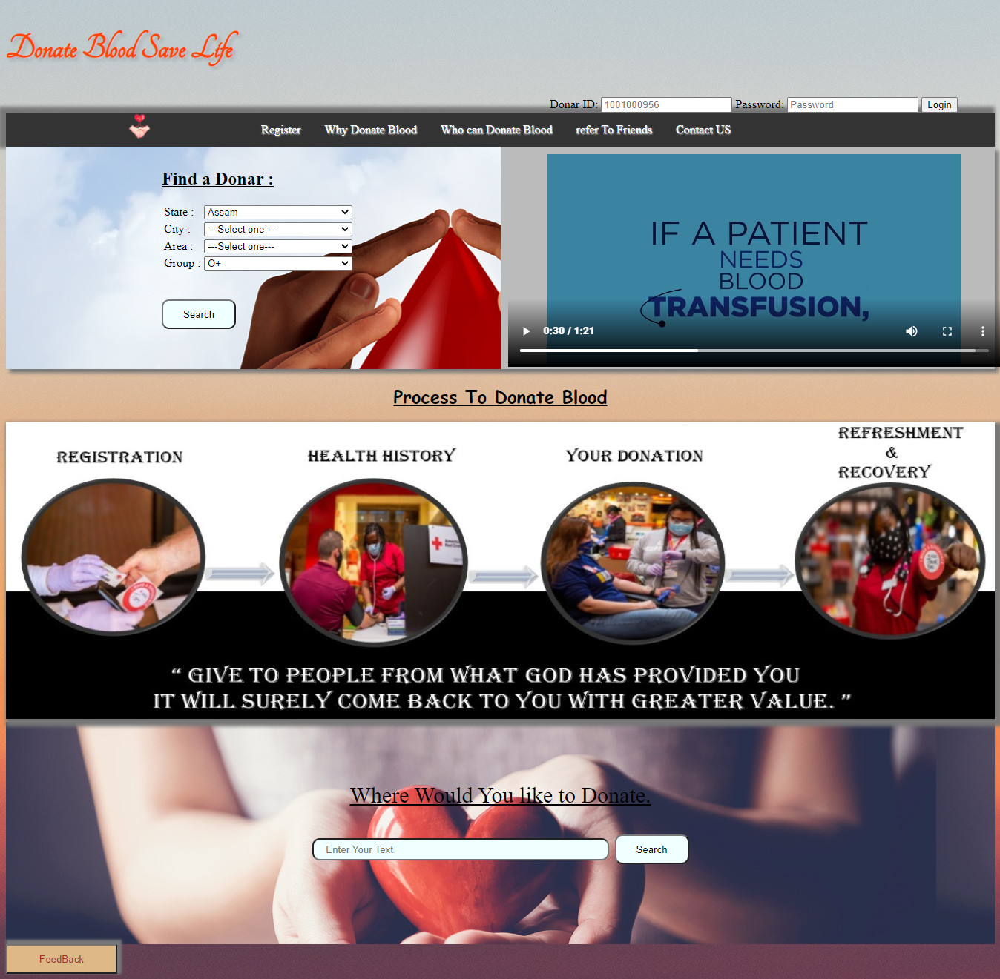 Donate Blood Save Life
Donar ID: 1001000956 Password: Password Login
Register Why Donate Blood Who can Donate Blood refer To Friends Contact US
Find a Donar :
State : Assam
City : ---Select one---
Area : ---Select one---
Group : O+
Search
IF A PATIENT
NEEDS
BLOOD
TRANSFUSION,
0:30 / 1:21
Process To Donate Blood
REGISTRATION
HEALTH HISTORY
YOUR DONATION
REFRESHMENT
&
RECOVERY
“ GIVE TO PEOPLE FROM WHAT GOD HAS PROVIDED YOU
IT WILL SURELY COME BACK TO YOU WITH GREATER VALUE. ”
Where Would You like to Donate.
Enter Your Text Search
FeedBack